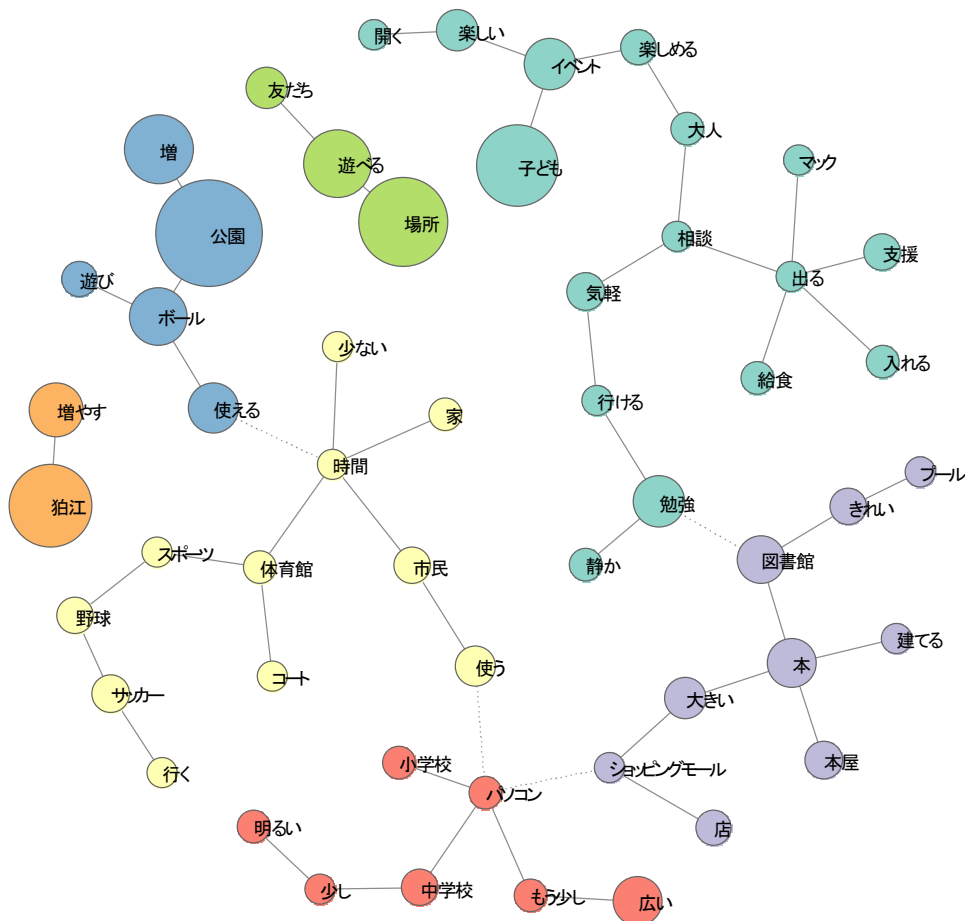 開く
楽しい
イベント
楽しめる
友だち
大人
増
遊べる
子ども
マック
場所
公園
相談
支援
遊び
出る
気軽
ボール
少ない
入れる
給食
増やす
使える
家
行ける
時間
プール
狛江
勉強
きれい
スポーツ
体育館
市民
静か
図書館
野球
建てる
コート
使う
本
サッカー
大きい
行く
小学校
ショッピングモール
本屋
パソコン
明るい
店
少し
中学校
もう少し
広い